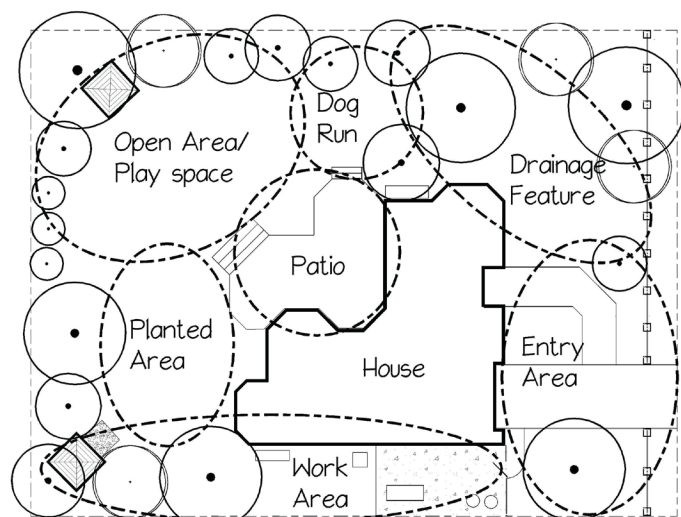 Dog
Run
Open Area/
Play space
Drainage
Feature
Patio
Planted
Area
House
Entry
Area
Work
Area